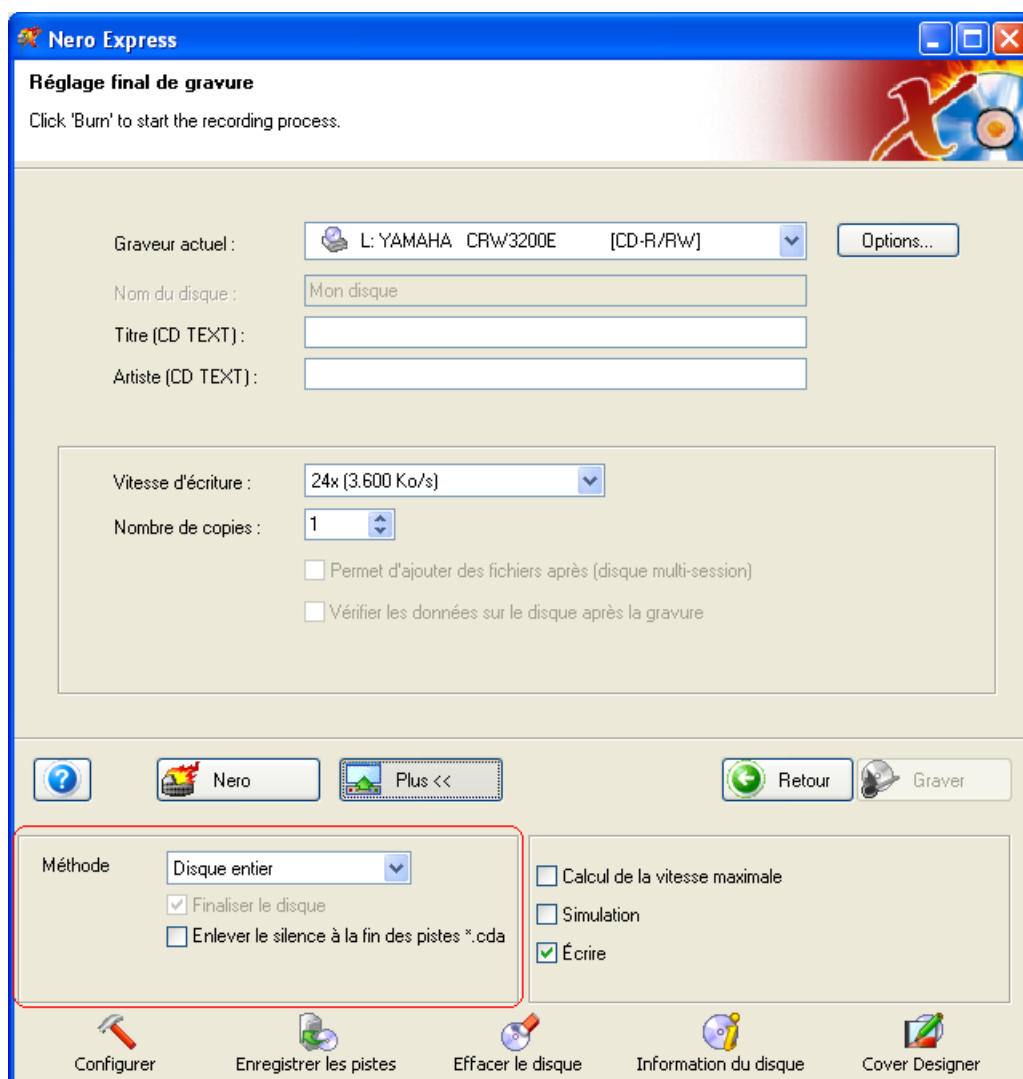 Nero Express
Réglage final de gravure
Click 'Burn' to start the recording process.
Graveur actuel :
L: YAMAHA CRW3200E [CD-R/RW]
Options...
Nom du disque :
Mon disque
Titre (CD TEXT) :
Artiste (CD TEXT) :
Vitesse d'écriture :
24x (3.600 Ko/s)
Nombre de copies :
1
Permet d'ajouter des fichiers après (disque multi-session)
Vérifier les données sur le disque après la gravure
Nero
Plus <<
Retour
Graver
Méthode
Disque entier
Finaliser le disque
Enlever le silence à la fin des pistes *.cda
Calcul de la vitesse maximale
Simulation
Écrire
Configurer
Enregistrer les pistes
Effacer le disque
Information du disque
Cover Designer